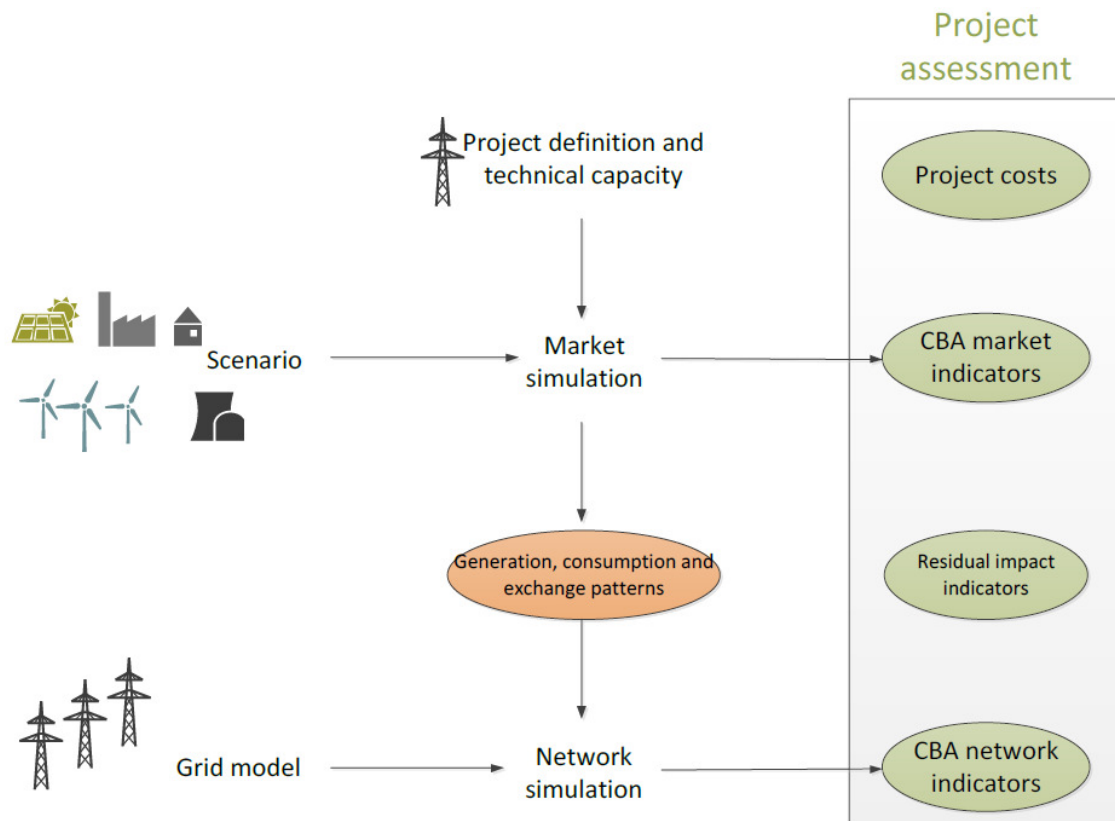 Project
assessment
Project definition and
technical capacity
Project costs
Scenario
Market
simulation
CBA market
indicators
Generation, consumption and
exchange patterns
Residual impact
indicators
Grid model
Network
simulation
CBA network
indicators